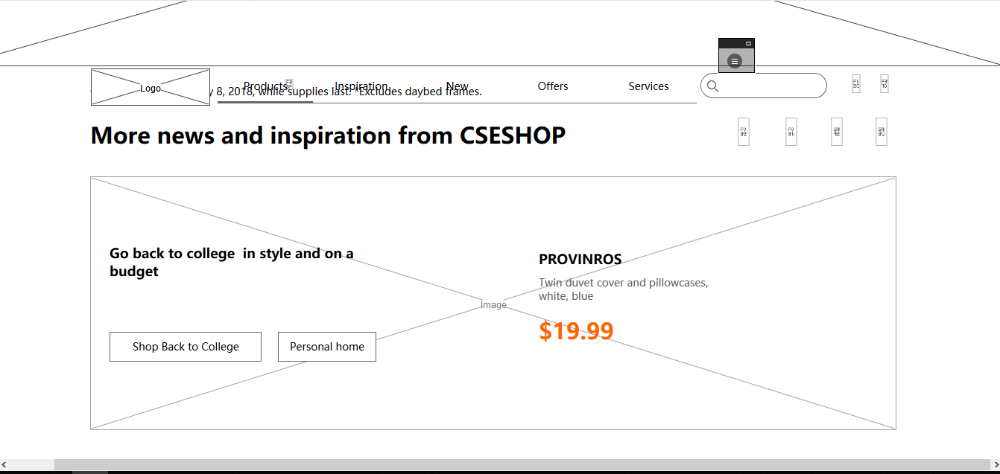 Logo
Products
Inspiration
New
Offers
Services
8, 2018, while supplies last! *Excludes daybed frames.
More news and inspiration from CSESHOP
Go back to college  in style and on a
budget
PROVINROS
Twin duvet cover and pillowcases,
white, blue
Image
$19.99
Shop Back to College
Personal home